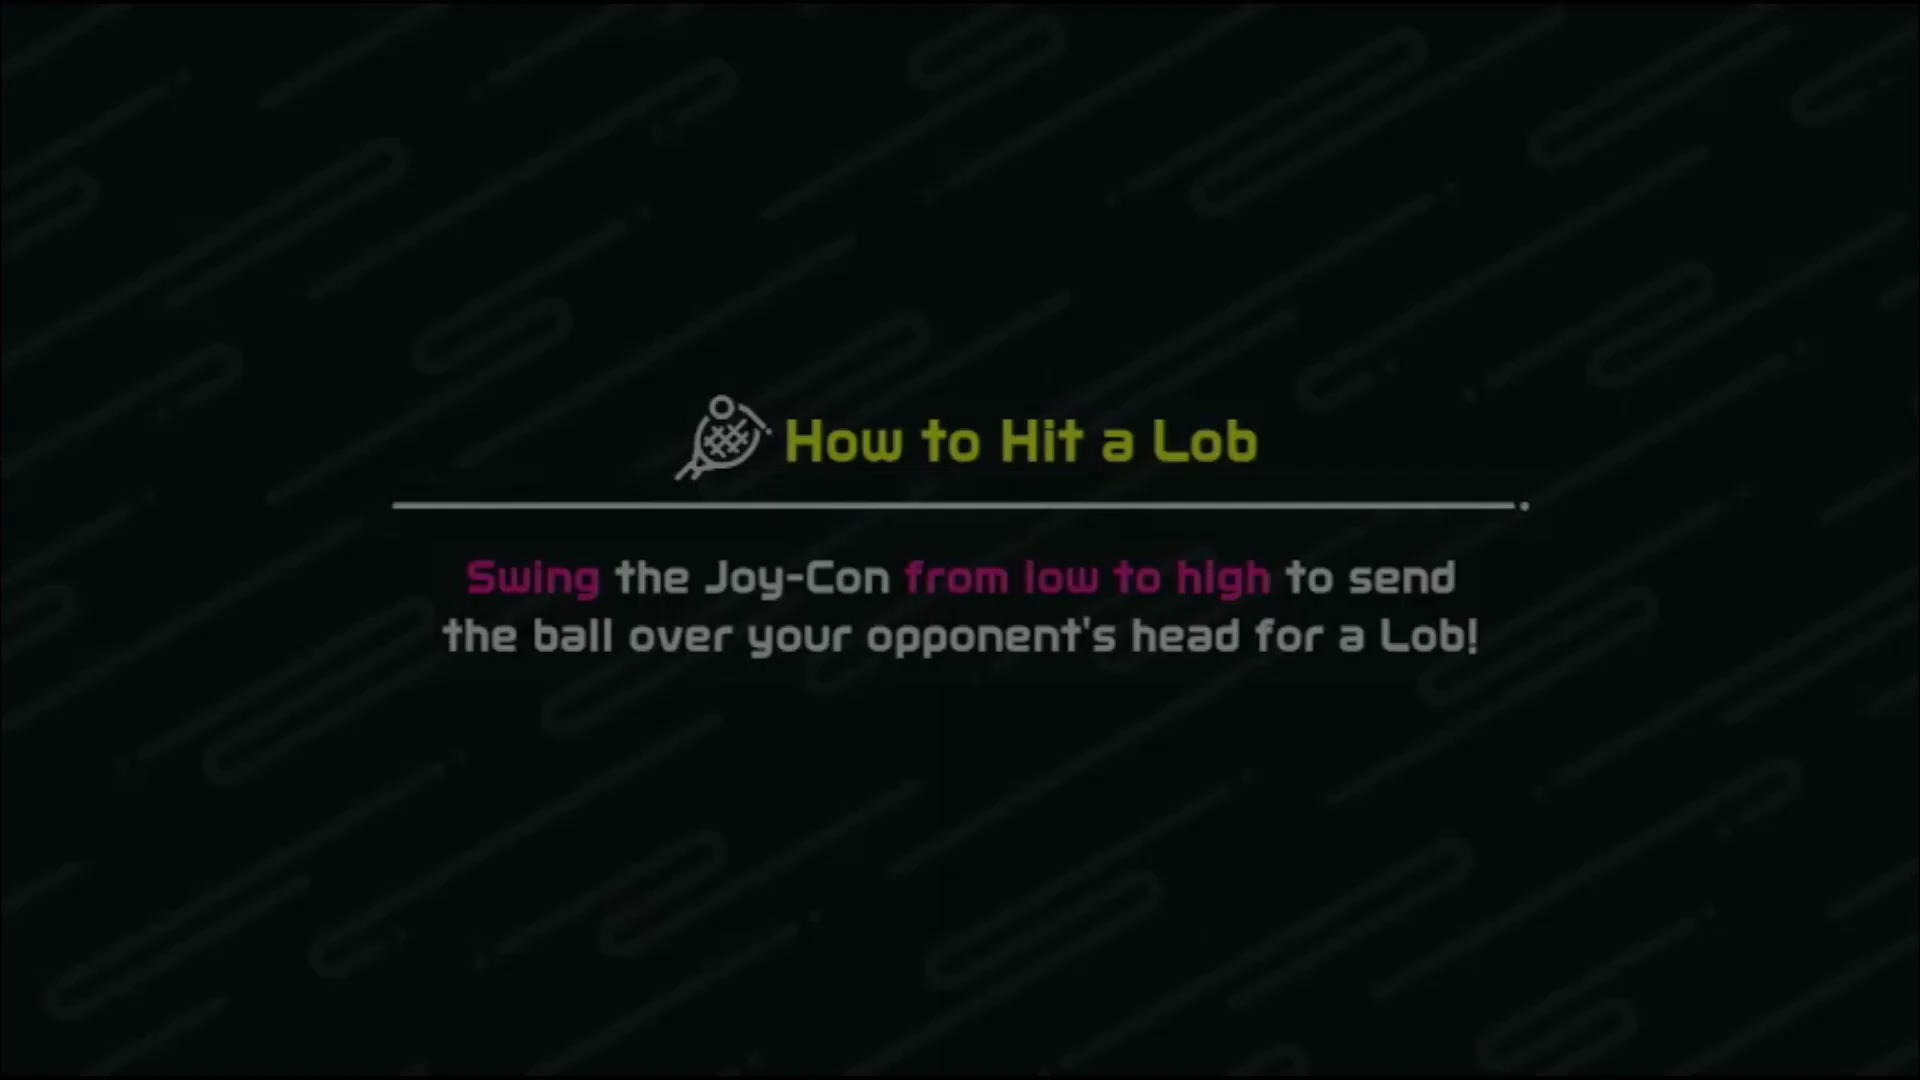 How to Hit a Lob
Swing the Joy-Con from low to high to send
the ball over your opponent's head for a Lob!